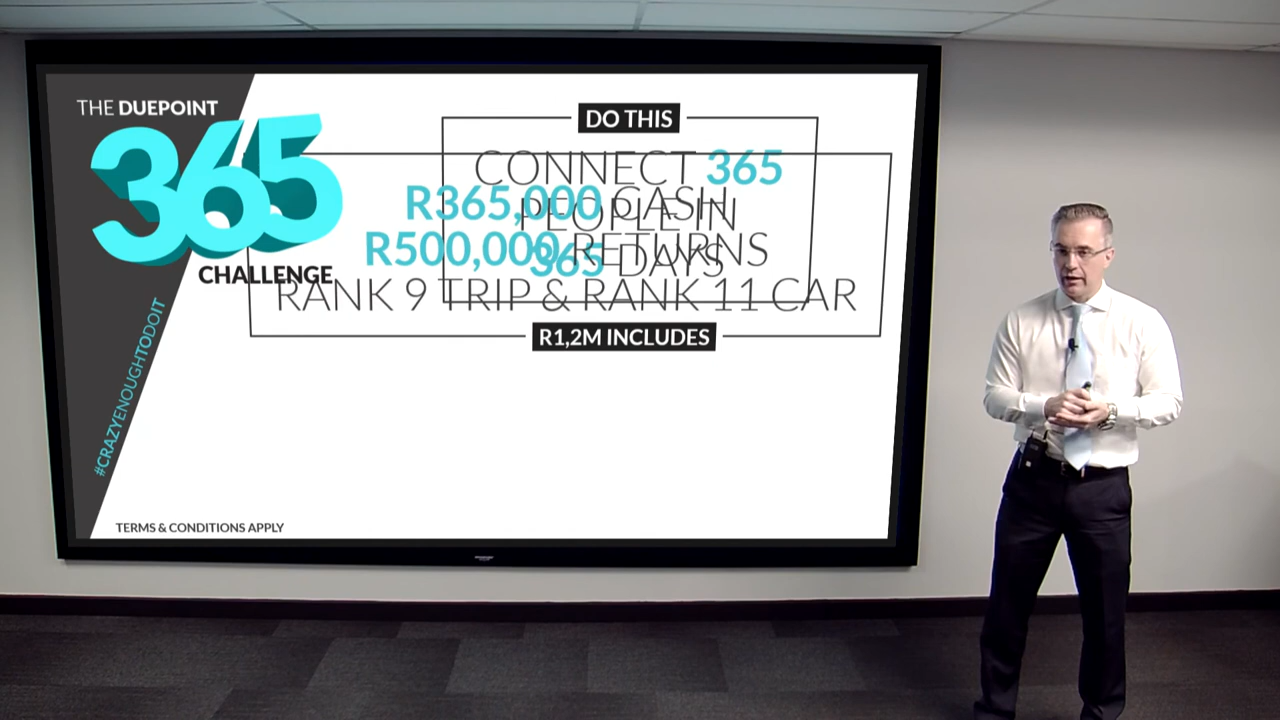 THE DUEPOINT
365
CHALLENGE
#CRAZYENOUGHTODOIT
DO THIS
CONNECT 365
PEOPLE IN
365 DAYS
R365,000 CASH
R500,000 RETURNS
RANK 9 TRIP & RANK 11 CAR
R1,2M INCLUDES
TERMS & CONDITIONS APPLY